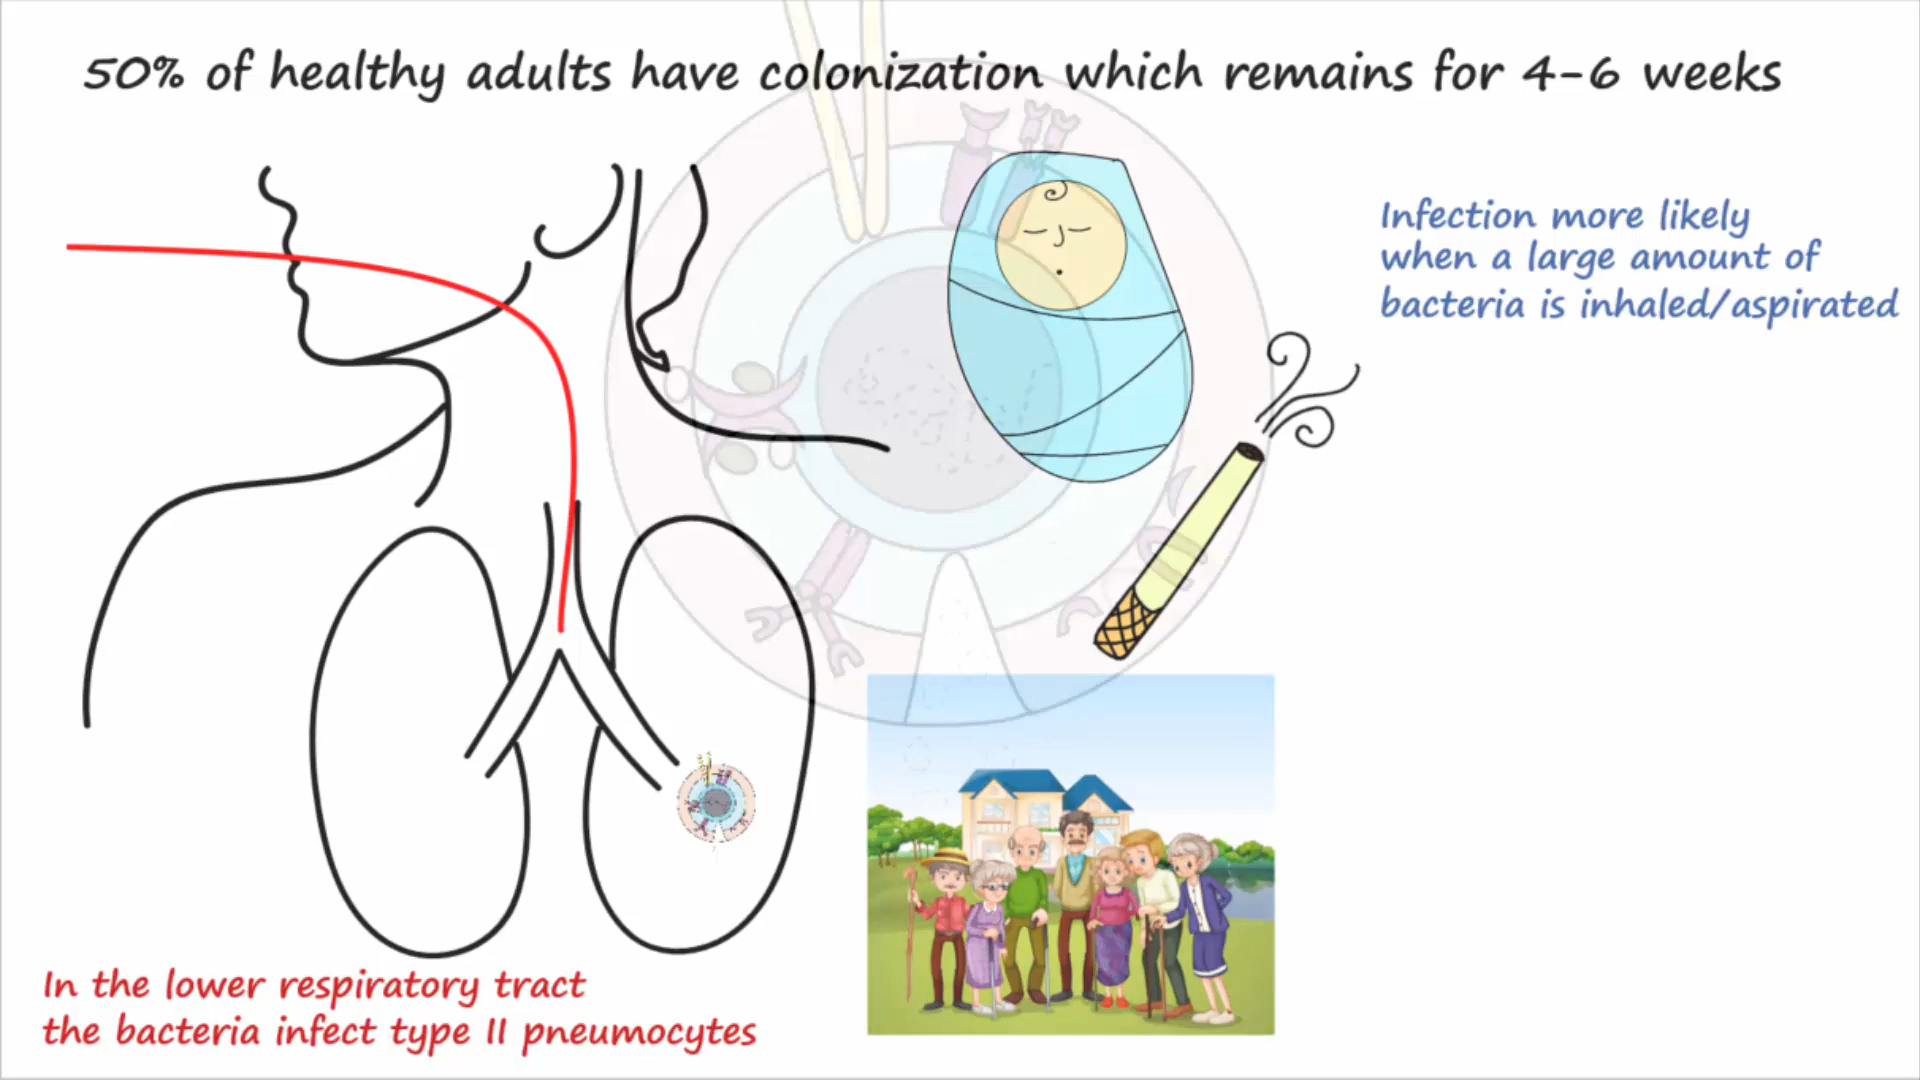 50% of healthy adults have colonization which remains for 4-6 weeks
Infection more likely
when a large amount of
bacteria is inhaled/aspirated
In the lower respiratory tract
the bacteria infect type II pneumocytes